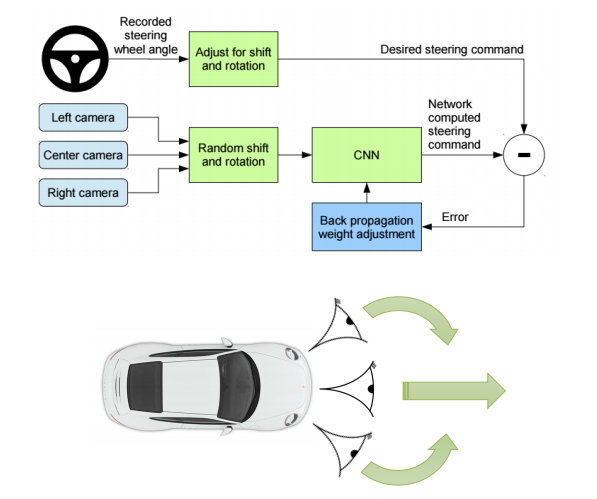 Recorded
steering
wheel angle
Adjust for shift
and rotation
Desired steering command
Left camera
Center camera
Right camera
Random shift
and rotation
CNN
Network
computed
steering
command
-
Back propagation
weight adjustment
Error